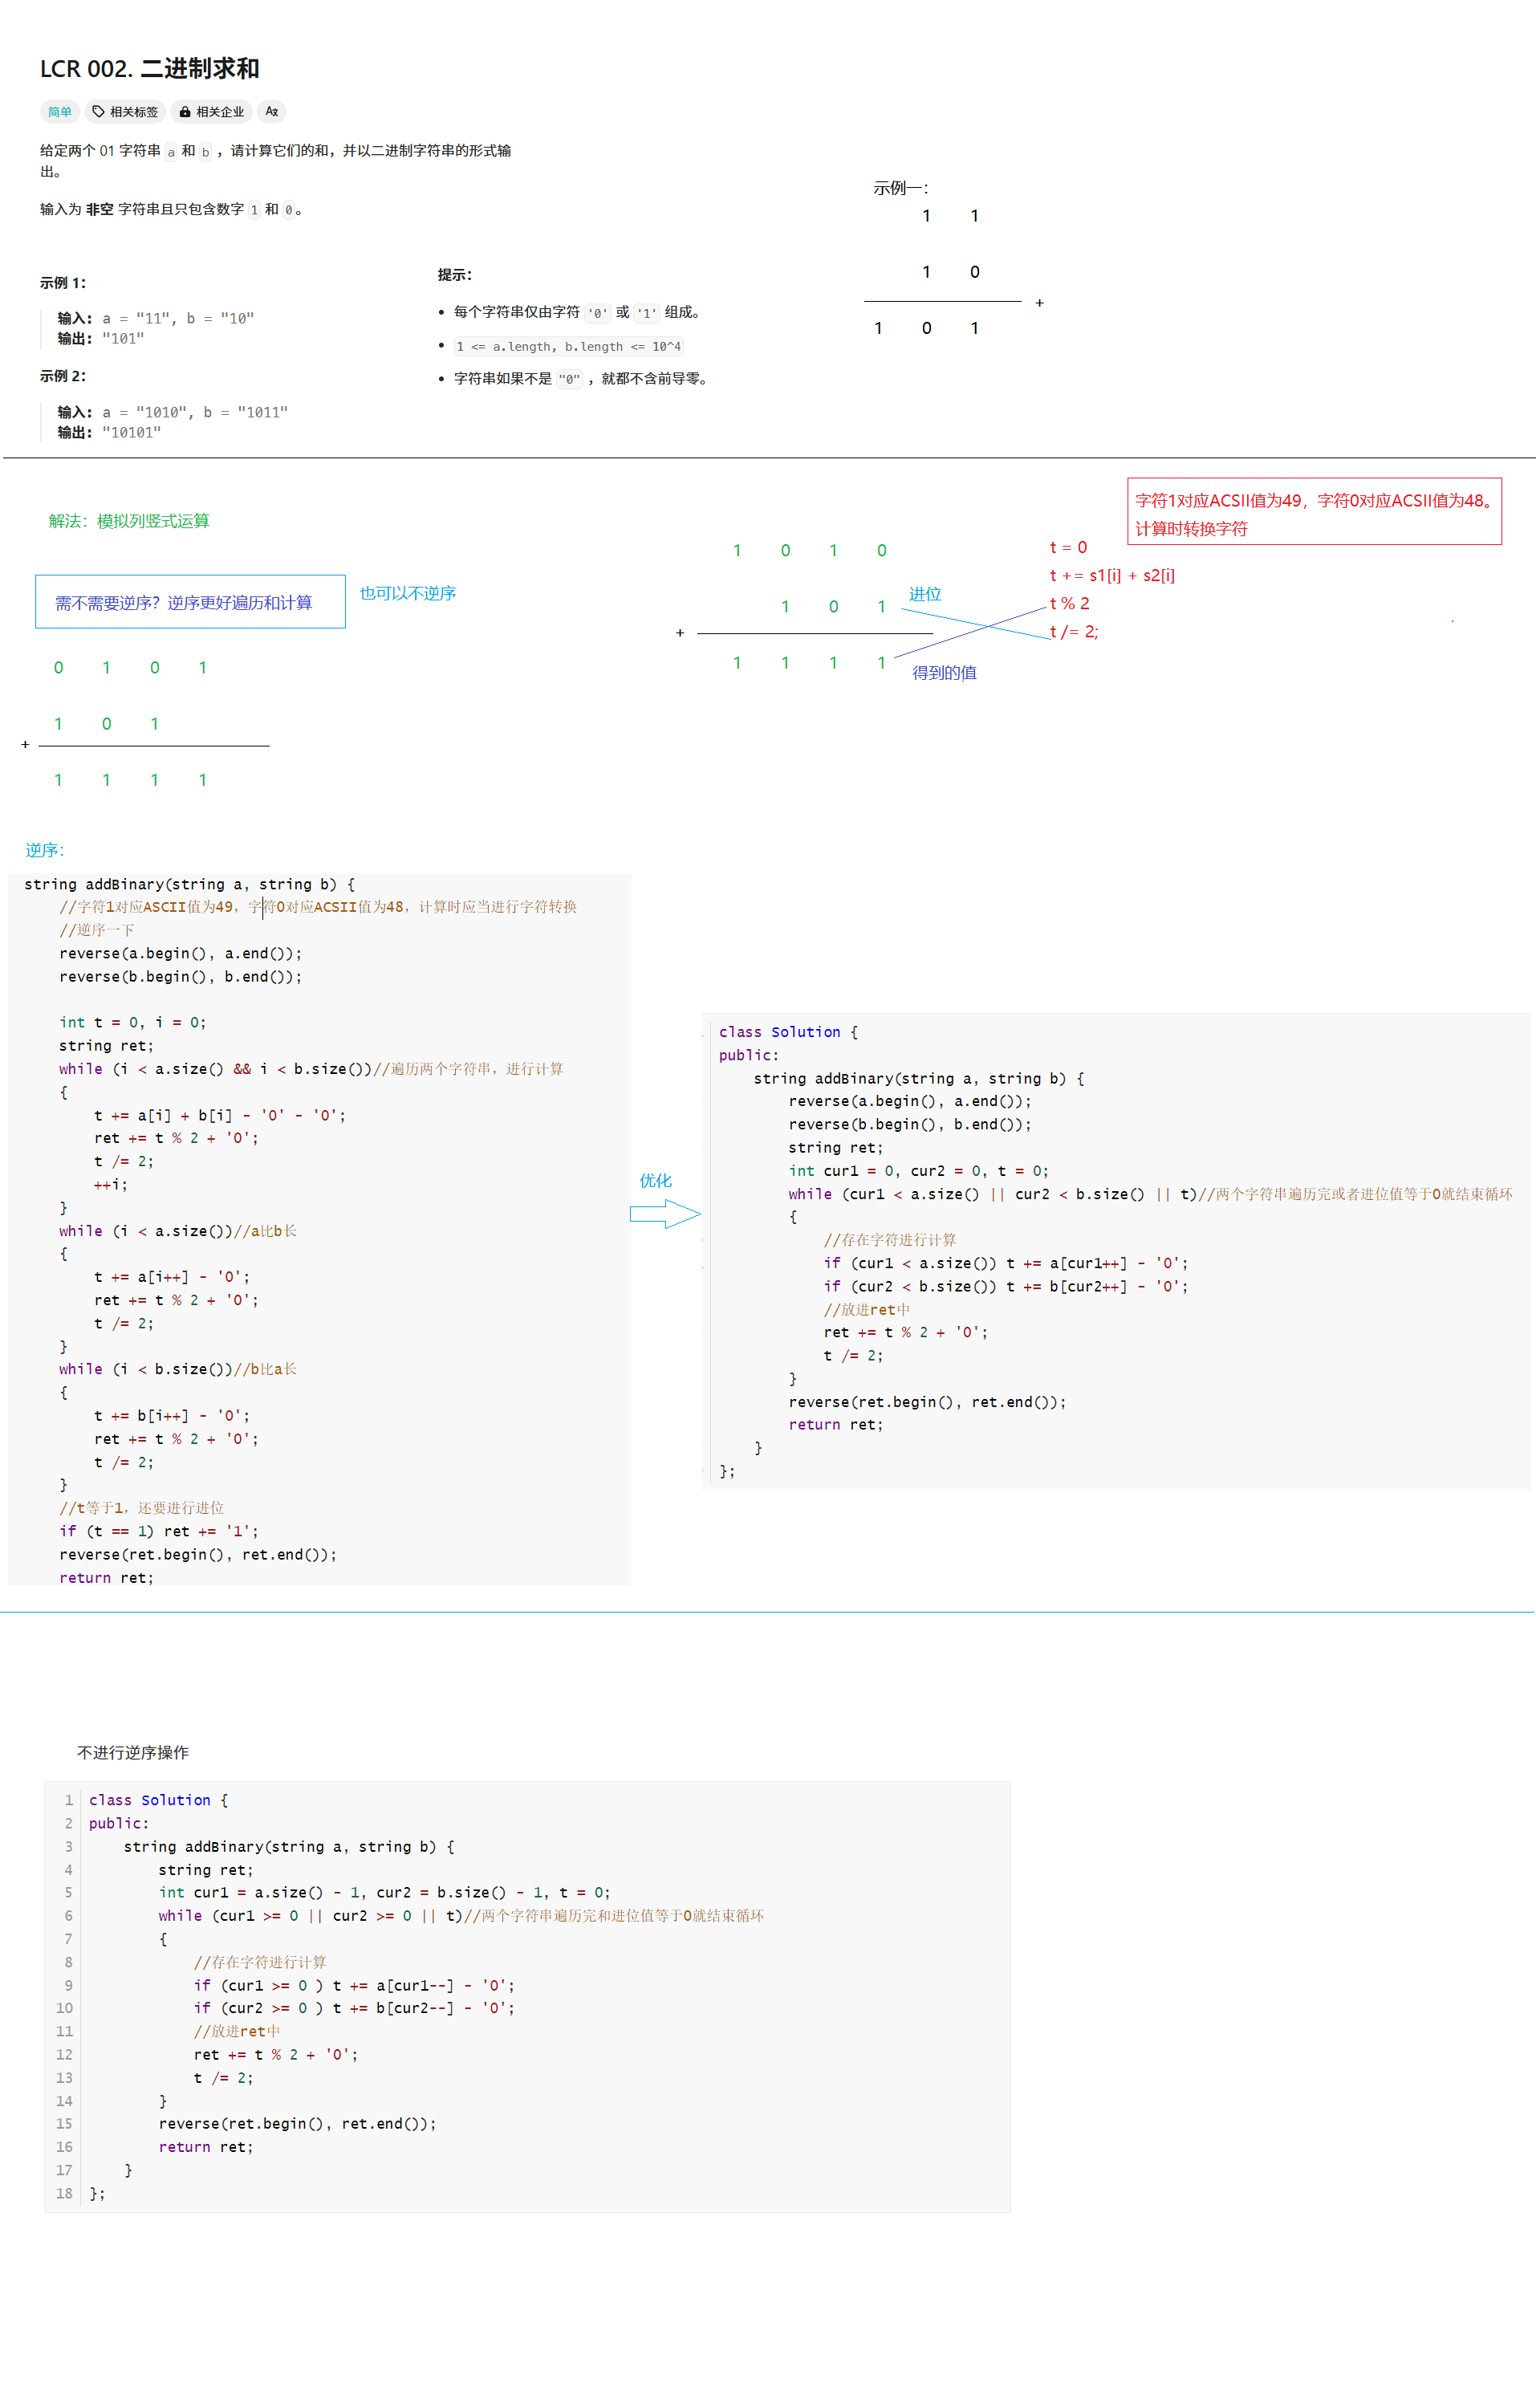 LCR 002. 二进制求和
简单 相关标签 相关企业 Aʐ
给定两个 01 字符串 a 和 b ，请计算它们的和，并以二进制字符串的形式输
出。
输入为 非空 字符串且只包含数字 1 和 0。
示例 1：
输入: a = "11", b = "10"
输出: "101"
示例 2：
输入: a = "1010", b = "1011"
输出: "10101"
提示：
每个字符串仅由字符 '0' 或 '1' 组成。
1 <= a.length, b.length <= 10^4
字符串如果不是 "0" ，就都不含前导零。
示例一：
1 1
1 0
+
1 0 1
解法：模拟列竖式运算
需不需要逆序？逆序更好遍历和计算
也可以不逆序
0 1 0 1
1 0 1
+
1 1 1 1
1 0 1 0
1 0 1
+
1 1 1 1
进位
得到的值
字符1对应ACSII值为49，字符0对应ACSII值为48。
计算时转换字符
t = 0
t += s1[i] + s2[i]
t % 2
t /= 2;
逆序：
string addBinary(string a, string b) {
//字符1对应ASCII值为49，字符0对应ACSII值为48，计算时应当进行字符转换
//逆序一下
reverse(a.begin(), a.end());
reverse(b.begin(), b.end());
int t = 0, i = 0;
string ret;
while (i < a.size() && i < b.size())//遍历两个字符串，进行计算
{
t += a[i] + b[i] - '0' - '0';
ret += t % 2 + '0';
t /= 2;
++i;
}
while (i < a.size())//a比b长
{
t += a[i++] - '0';
ret += t % 2 + '0';
t /= 2;
}
while (i < b.size())//b比a长
{
t += b[i++] - '0';
ret += t % 2 + '0';
t /= 2;
}
//t等于1，还要进行进位
if (t == 1) ret += '1';
reverse(ret.begin(), ret.end());
return ret;
优化
class Solution {
public:
string addBinary(string a, string b) {
reverse(a.begin(), a.end());
reverse(b.begin(), b.end());
string ret;
int cur1 = 0, cur2 = 0, t = 0;
while (cur1 < a.size() || cur2 < b.size() || t)//两个字符串遍历完或者进位值等于0就结束循环
{
//存在字符进行计算
if (cur1 < a.size()) t += a[cur1++] - '0';
if (cur2 < b.size()) t += b[cur2++] - '0';
//放进ret中
ret += t % 2 + '0';
t /= 2;
}
reverse(ret.begin(), ret.end());
return ret;
}
};
不进行逆序操作
1 class Solution {
2 public:
3 string addBinary(string a, string b) {
4 string ret;
5 int cur1 = a.size() - 1, cur2 = b.size() - 1, t = 0;
6 while (cur1 >= 0 || cur2 >= 0 || t)//两个字符串遍历完和进位值等于0就结束循环
7 {
8 //存在字符进行计算
9 if (cur1 >= 0 ) t += a[cur1--] - '0';
10 if (cur2 >= 0 ) t += b[cur2--] - '0';
11 //放进ret中
12 ret += t % 2 + '0';
13 t /= 2;
14 }
15 reverse(ret.begin(), ret.end());
16 return ret;
17 }
18 };